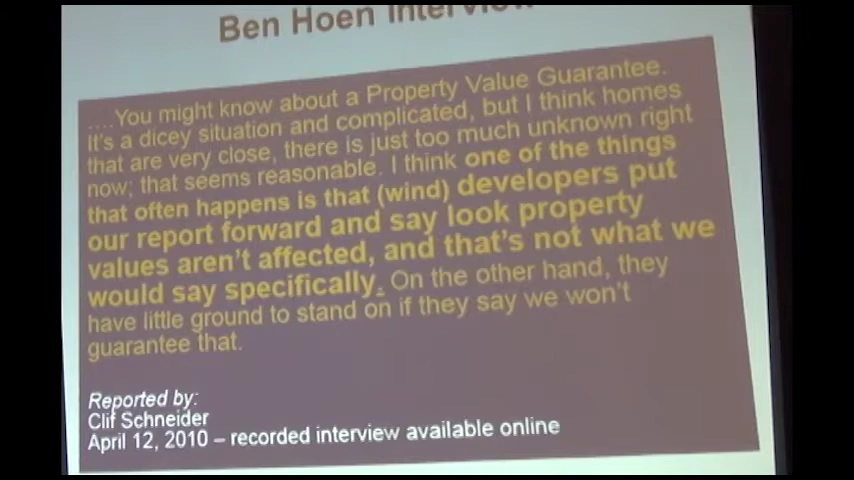 Ben Hoen Interview
....You might know about a Property Value Guarantee.
It's a dicey situation and complicated, but I think homes
that are very close, there is just too much unknown right
now; that seems reasonable. I think one of the things
that often happens is that (wind) developers put
our report forward and say look property
values aren't affected, and that's not what we
would say specifically. On the other hand, they
have little ground to stand on if they say we won't
guarantee that.
Reported by:
Clif Schneider
April 12, 2010 – recorded interview available online